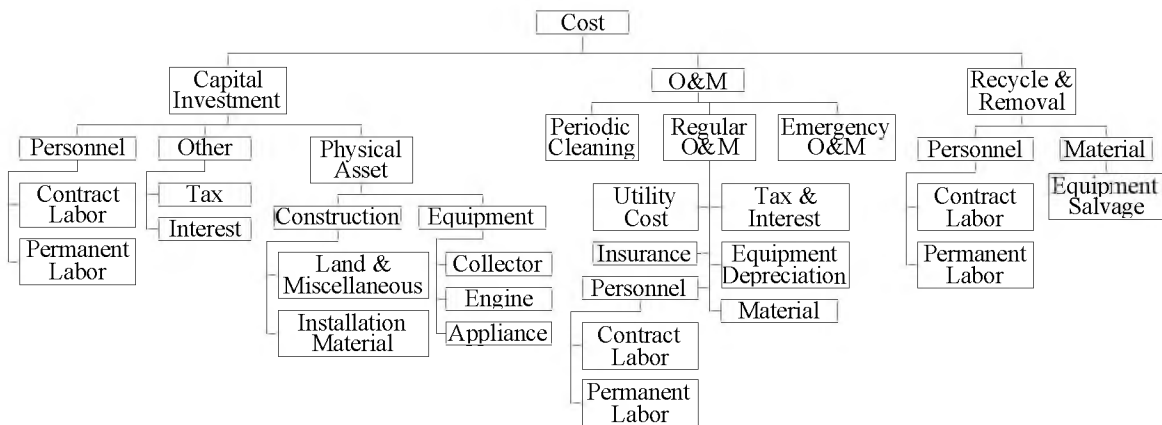 Cost
Capital
Investment
O&M
Recycle &
Removal
Personnel
Other
Physical
Asset
Periodic
Cleaning
Regular
O&M
Emergency
O&M
Personnel
Material
Contract
Labor
Permanent
Labor
Tax
Interest
Construction
Equipment
Land &
Miscellaneous
Installation
Material
Collector
Engine
Appliance
Utility
Cost
Tax &
Interest
Insurance
Equipment
Depreciation
Personnel
Material
Contract
Labor
Permanent
Labor
Contract
Labor
Permanent
Labor
Equipment
Salvage